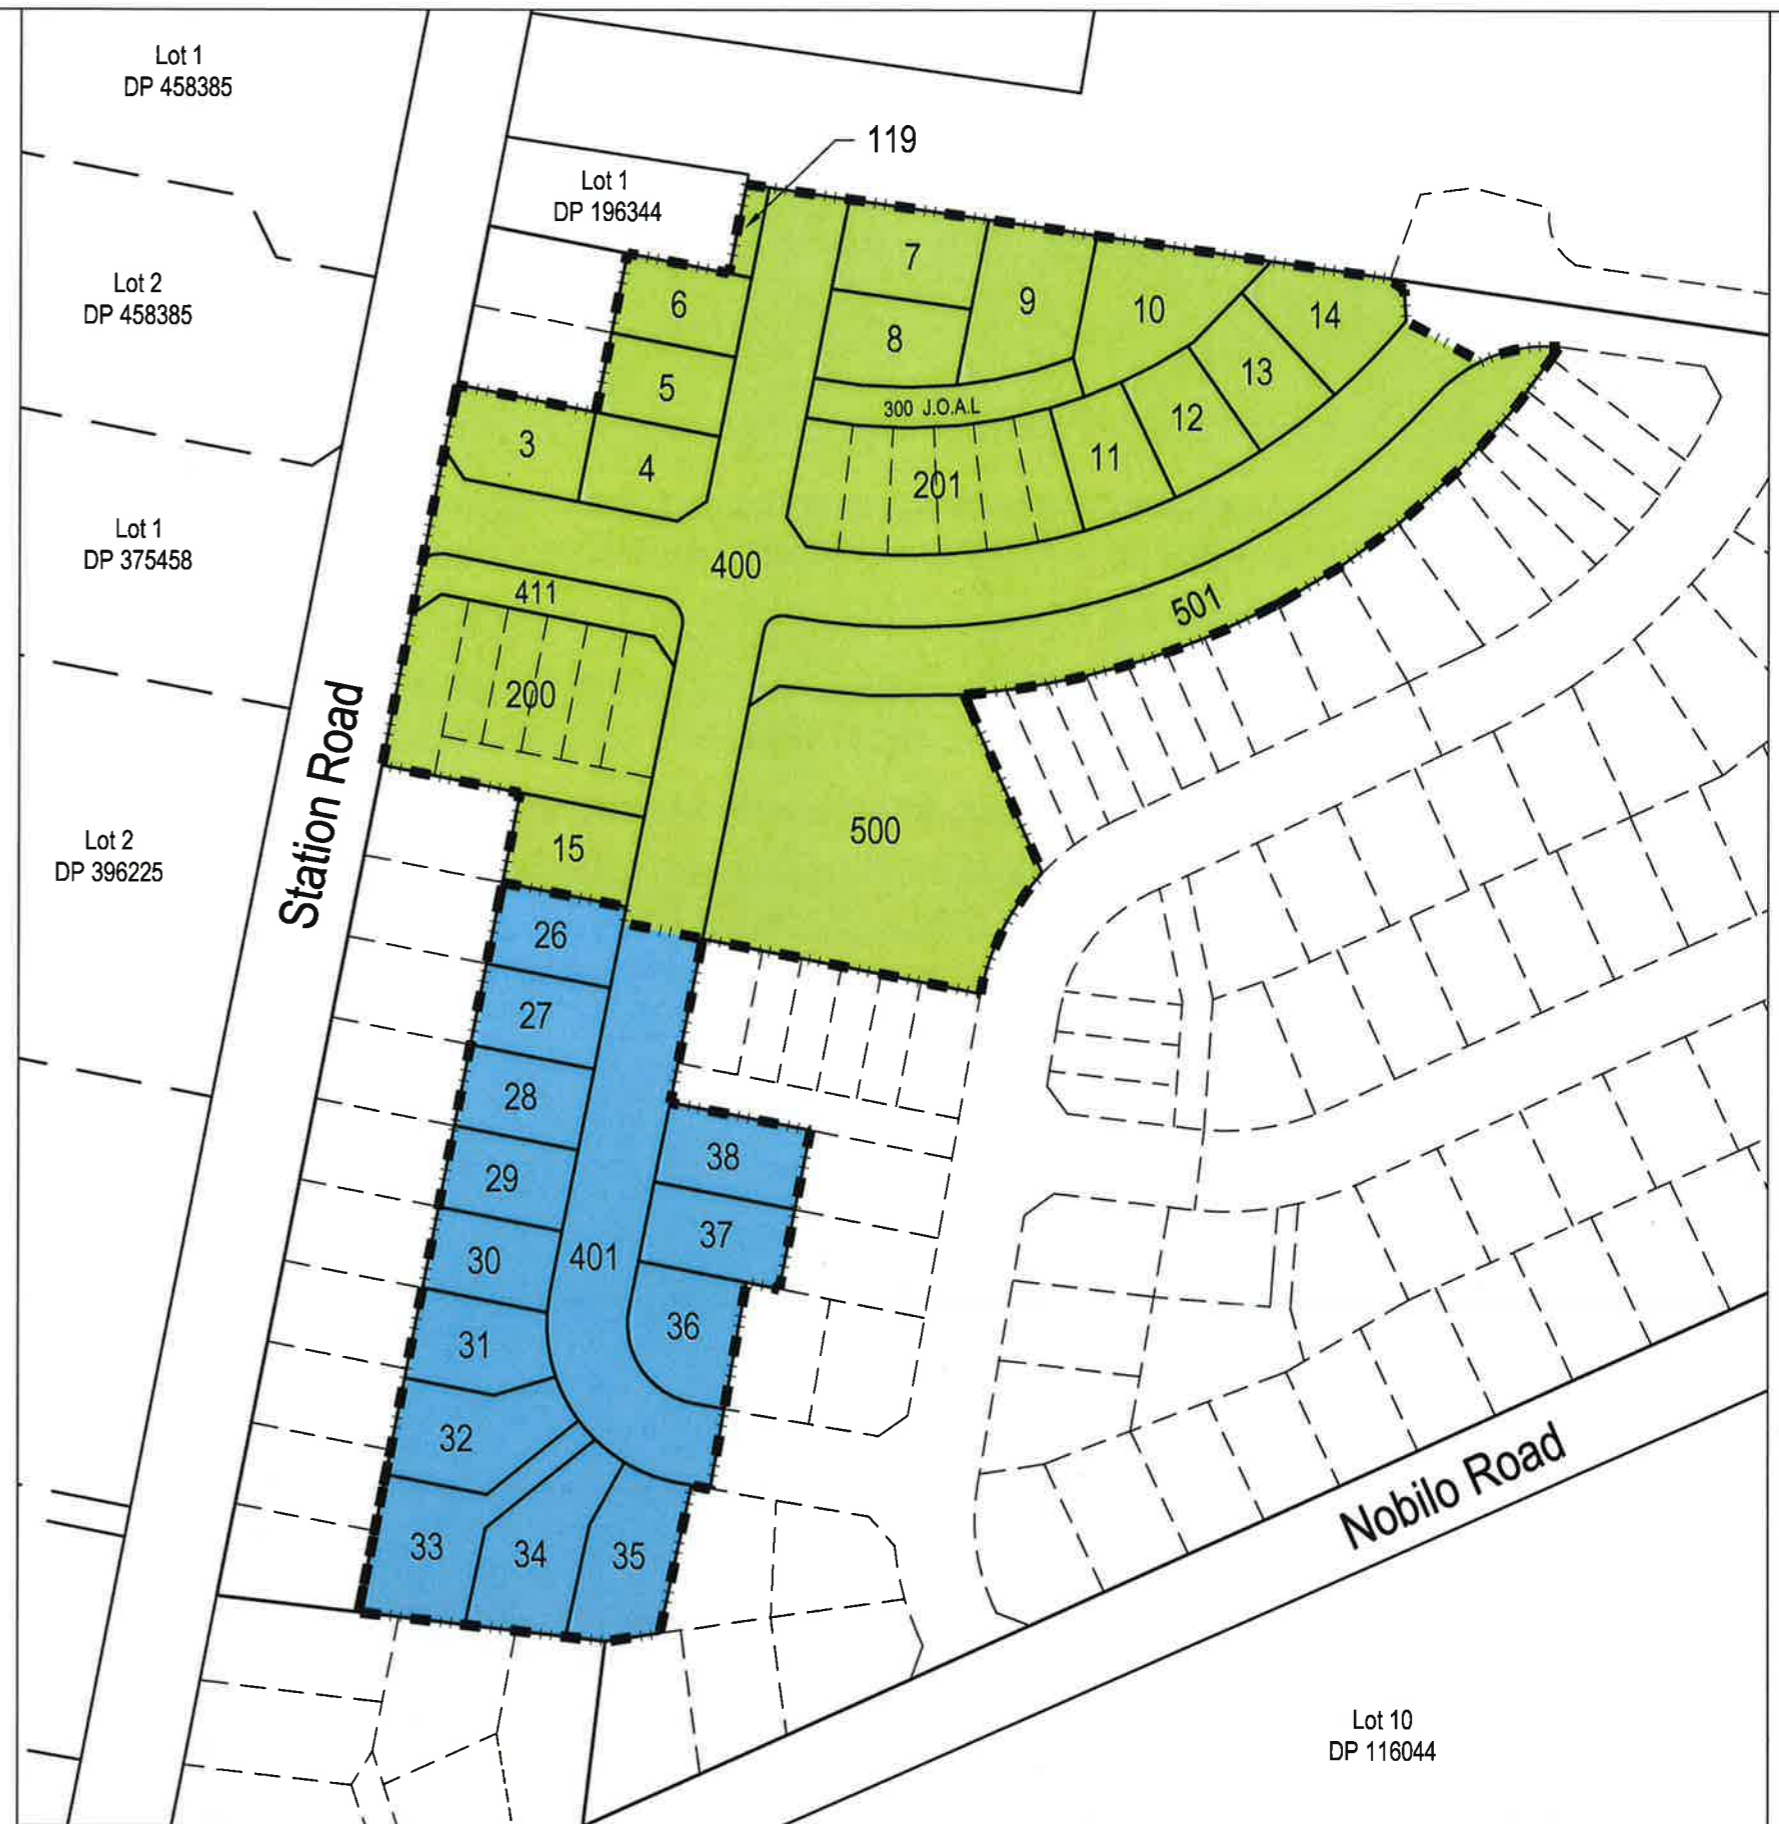 Lot 1
DP 458385
119
Lot 1
DP 196344
7
6
9
10
14
Lot 2
DP 458385
8
13
5
300 J.O.A.L
12
3
4
11
201
Lot 1
DP 375458
400
411
501
200
Station Road
500
Lot 2
DP 396225
15
26
27
28
38
29
37
401
30
36
31
32
Nobilo Road
33
34
35
Lot 10
DP 116044